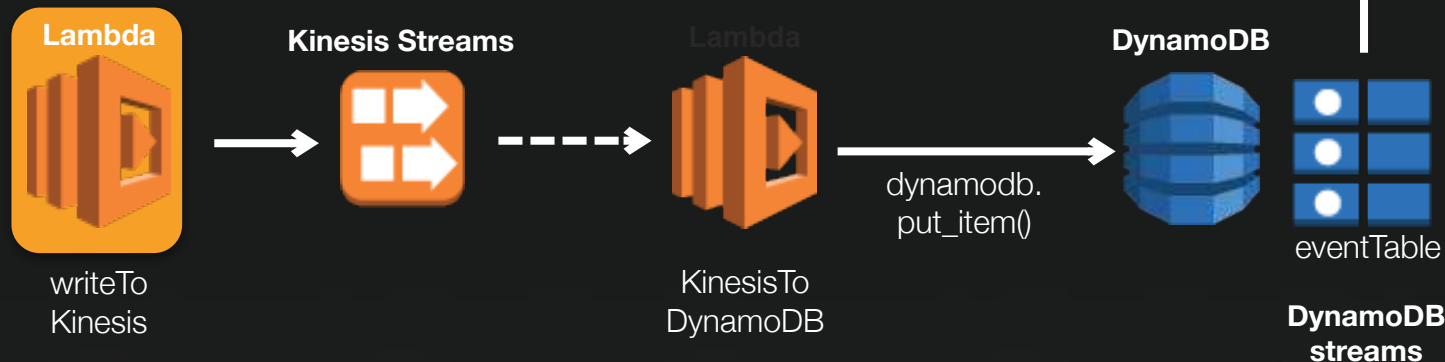 Lambda
Kinesis Streams
Lambda
DynamoDB
dynamodb.
put_item()
eventTable
writeTo
Kinesis
KinesisTo
DynamoDB
DynamoDB
streams